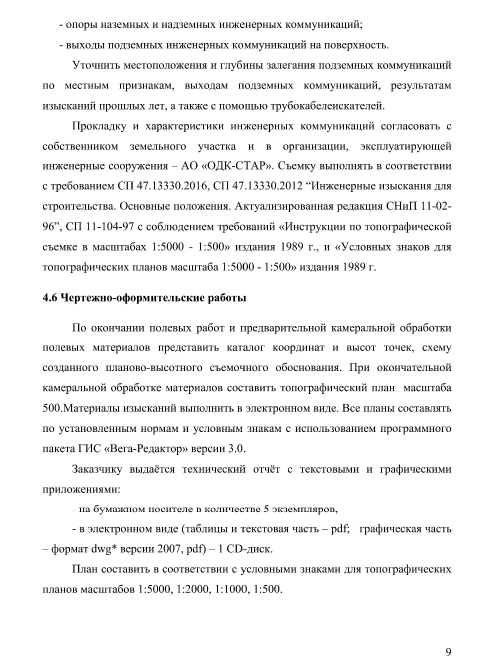 - опоры наземных и надземных инженерных коммуникаций;
- выходы подземных инженерных коммуникаций на поверхность.
Уточнить местоположения и глубины залегания подземных коммуникаций
по местным признакам, выходам подземных коммуникаций, результатам
изысканий прошлых лет, а также с помощью трубокабелеискателей.
Прокладку и характеристики инженерных коммуникаций согласовать с
собственником земельного участка и в организации, эксплуатирующей
инженерные сооружения – АО «ОДК-СТАР». Съемку выполнять в соответствии
с требованием СП 47.13330.2016, СП 47.13330.2012 “Инженерные изыскания для
строительства. Основные положения. Актуализированная редакция СНиП 11-02-
96”, СП 11-104-97 с соблюдением требований «Инструкции по топографической
съемке в масштабах 1:5000 - 1:500» издания 1989 г., и «Условных знаков для
топографических планов масштаба 1:5000 - 1:500» издания 1989 г.
4.6 Чертежно-оформительские работы
По окончании полевых работ и предварительной камеральной обработки
полевых материалов представить каталог координат и высот точек, схему
созданного планово-высотного съемочного обоснования. При окончательной
камеральной обработке материалов составить топографический план масштаба
500.Материалы изысканий выполнить в электронном виде. Все планы составлять
по установленным нормам и условным знакам с использованием программного
пакета ГИС «Вега-Редактор» версии 3.0.
Заказчику выдаётся технический отчёт с текстовыми и графическими
приложениями:
- на бумажном носителе в количестве 5 экземпляров,
- в электронном виде (таблицы и текстовая часть – pdf; графическая часть
– формат dwg* версии 2007, pdf) – 1 CD-диск.
План составить в соответствии с условными знаками для топографических
планов масштабов 1:5000, 1:2000, 1:1000, 1:500.
9